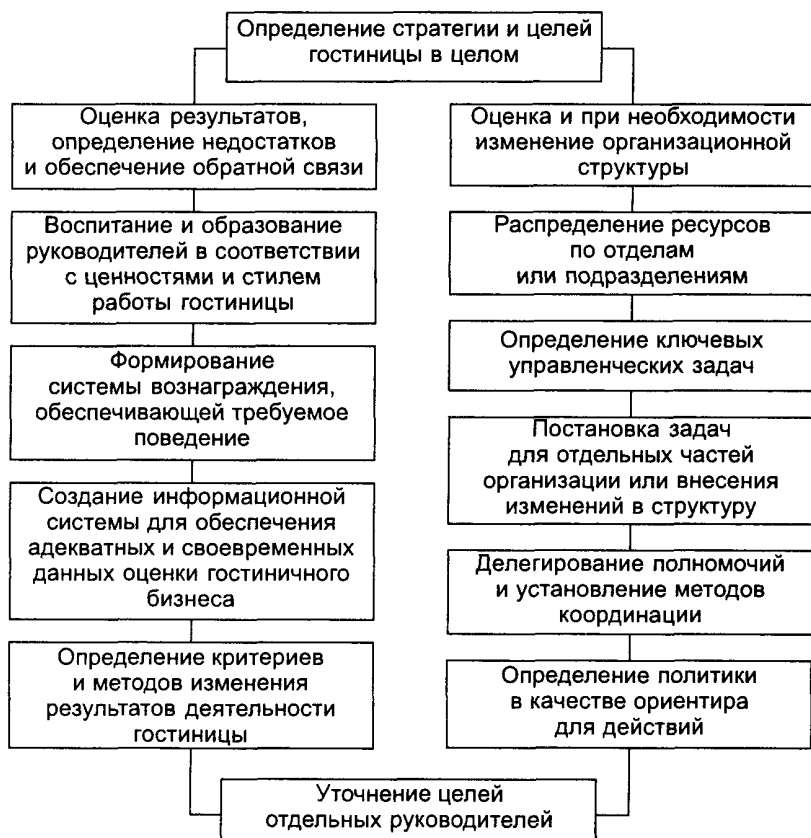 Определение стратегии и целей
гостиницы в целом
Оценка результатов,
определение недостатков
и обеспечение обратной связи
Воспитание и образование
руководителей в соответствии
с ценностями и стилем
работы гостиницы
Формирование
системы вознаграждения,
обеспечивающей требуемое
поведение
Создание информационной
системы для обеспечения
адекватных и своевременных
данных оценки гостиничного
бизнеса
Определение критериев
и методов изменения
результатов деятельности
гостиницы
Оценка и при необходимости
изменение организационной
структуры
Распределение ресурсов
по отделам
или подразделениям
Определение ключевых
управленческих задач
Постановка задач
для отдельных частей
организации или внесения
изменений в структуру
Делегирование полномочий
и установление методов
координации
Определение политики
в качестве ориентира
для действий
Уточнение целей
отдельных руководителей